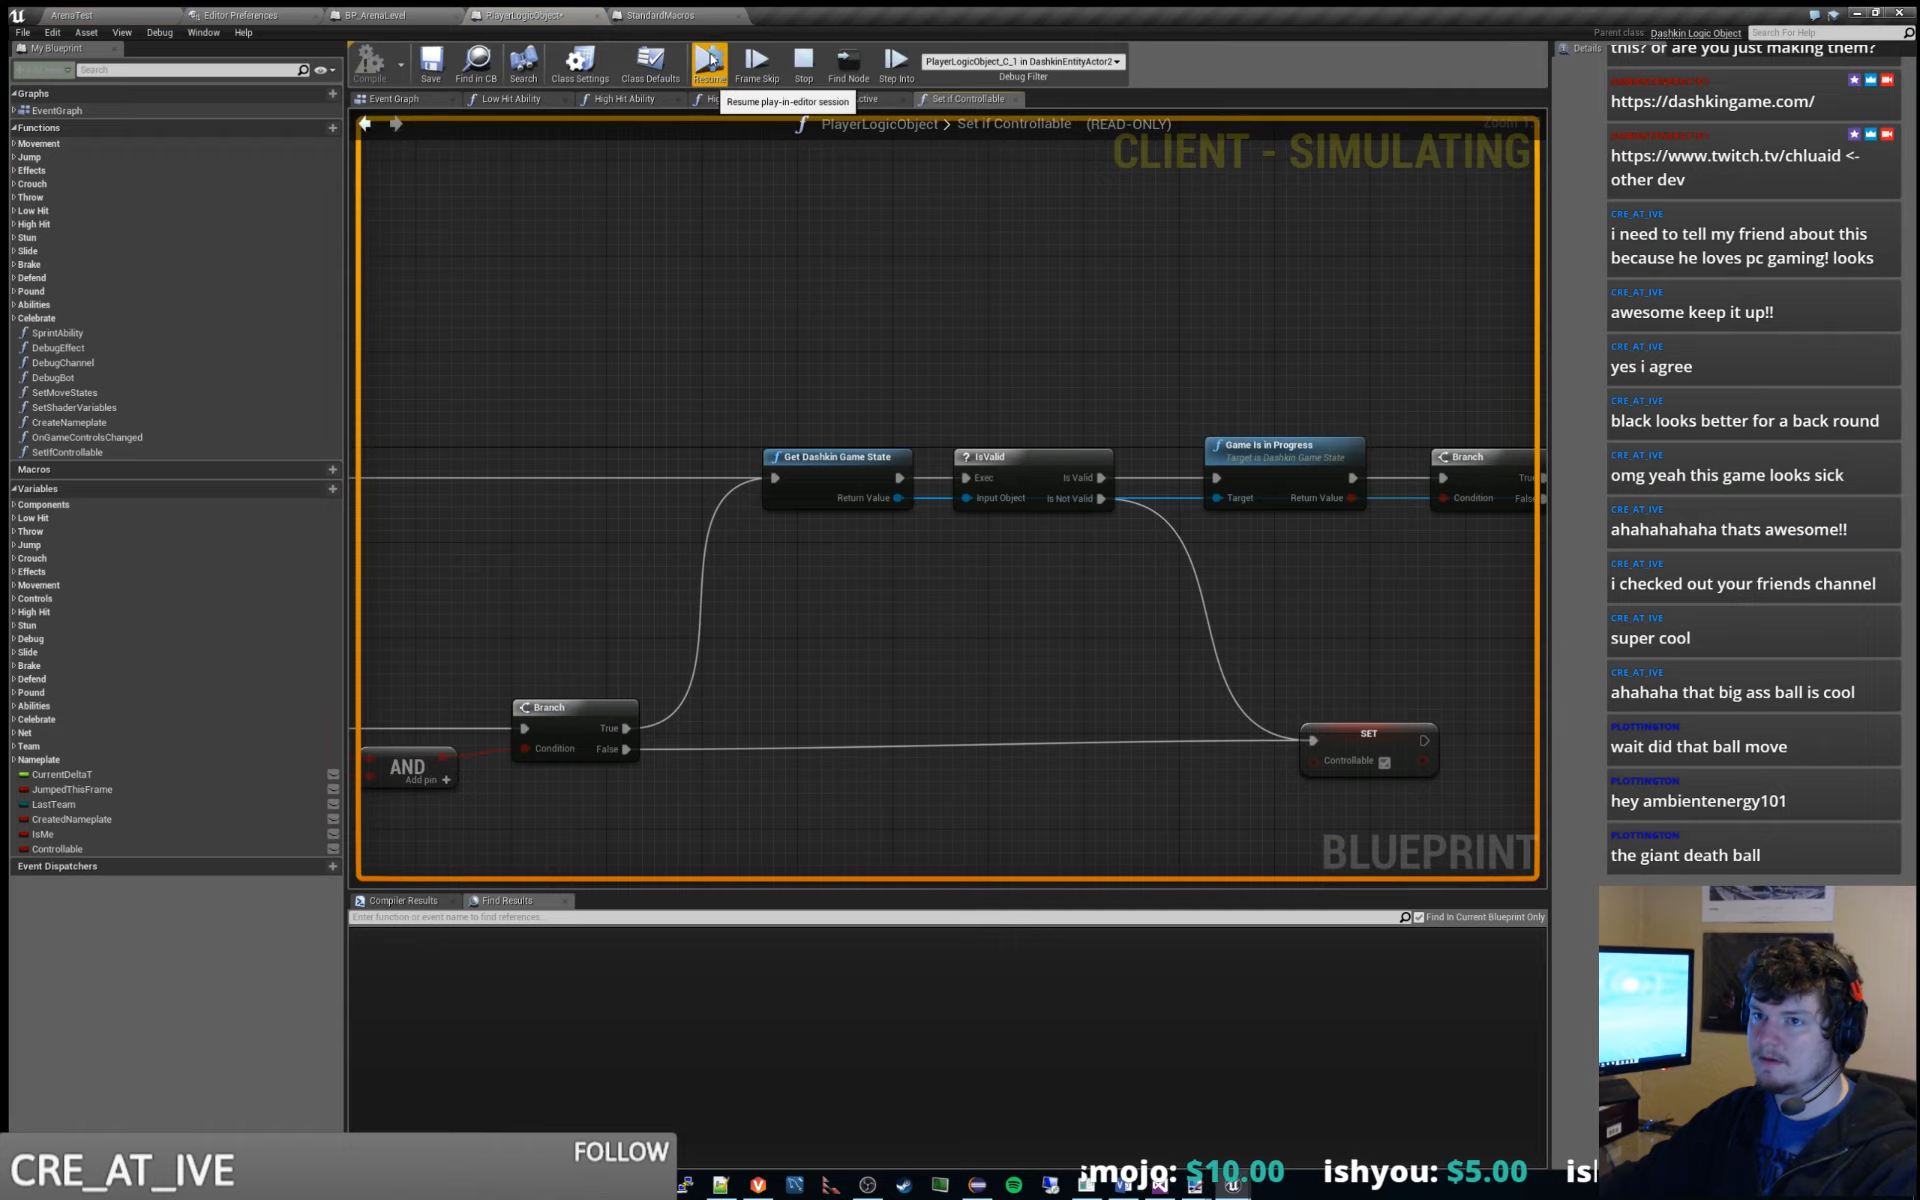 ArenaTest
Editor Preferences
BP_ArenaLevel
PlayerLogicObject*
StandardMacros
File Edit Asset View Debug Window Help
Parent class: Dashkin Logic Object
Search For Help
My Blueprint
Search
Graphs
EventGraph
Functions
Movement
Jump
Effects
Crouch
Throw
Low Hit
High Hit
Stun
Slide
Brake
Defend
Pound
Abilities
Celebrate
SprintAbility
DebugEffect
DebugChannel
DebugBot
SetMoveStates
SetShaderVariables
CreateNameplate
OnGameControlsChanged
SetIfControllable
Macros
Variables
Components
Low Hit
Throw
Jump
Crouch
Effects
Movement
Controls
High Hit
Stun
Debug
Slide
Brake
Defend
Pound
Abilities
Celebrate
Net
Team
Nameplate
CurrentDeltaT
JumpedThisFrame
LastTeam
CreatedNameplate
IsMe
Controllable
Event Dispatchers
Compile
Save
Find in CB
Search
Class Settings
Class Defaults
Resume
Frame Skip
Stop
Find Node
Step Into
PlayerLogicObject_C_1 in DashkinEntityActor2
Debug Filter
Resume play-in-editor session
Event Graph
Low Hit Ability
High Hit Ability
Set if Controllable
PlayerLogicObject > Set if Controllable (READ-ONLY)
CLIENT - SIMULATING
Get Dashkin Game State
Return Value
IsValid
Exec
Is Valid
Input Object
Is Not Valid
Game Is in Progress
Target is Dashkin Game State
Target
Return Value
Branch
True
Condition
False
Branch
True
Condition
False
AND
Add pin +
SET
Controllable
BLUEPRINT
Compiler Results
Find Results
Enter function or event name to find references...
Find In Current Blueprint Only
Details
this? or are you just making them?
https://dashkingame.com/
https://www.twitch.tv/chluaid <-
other dev
CRE_AT_IVE
i need to tell my friend about this
because he loves pc gaming! looks
CRE_AT_IVE
awesome keep it up!!
CRE_AT_IVE
yes i agree
CRE_AT_IVE
black looks better for a back round
CRE_AT_IVE
omg yeah this game looks sick
CRE_AT_IVE
ahahahahaha thats awesome!!
CRE_AT_IVE
i checked out your friends channel
CRE_AT_IVE
super cool
CRE_AT_IVE
ahahaha that big ass ball is cool
PLOTTINGTON
wait did that ball move
PLOTTINGTON
hey ambientenergy101
PLOTTINGTON
the giant death ball
CRE_AT_IVE
FOLLOW
mojo: $10.00 ishyou: $5.00 ish